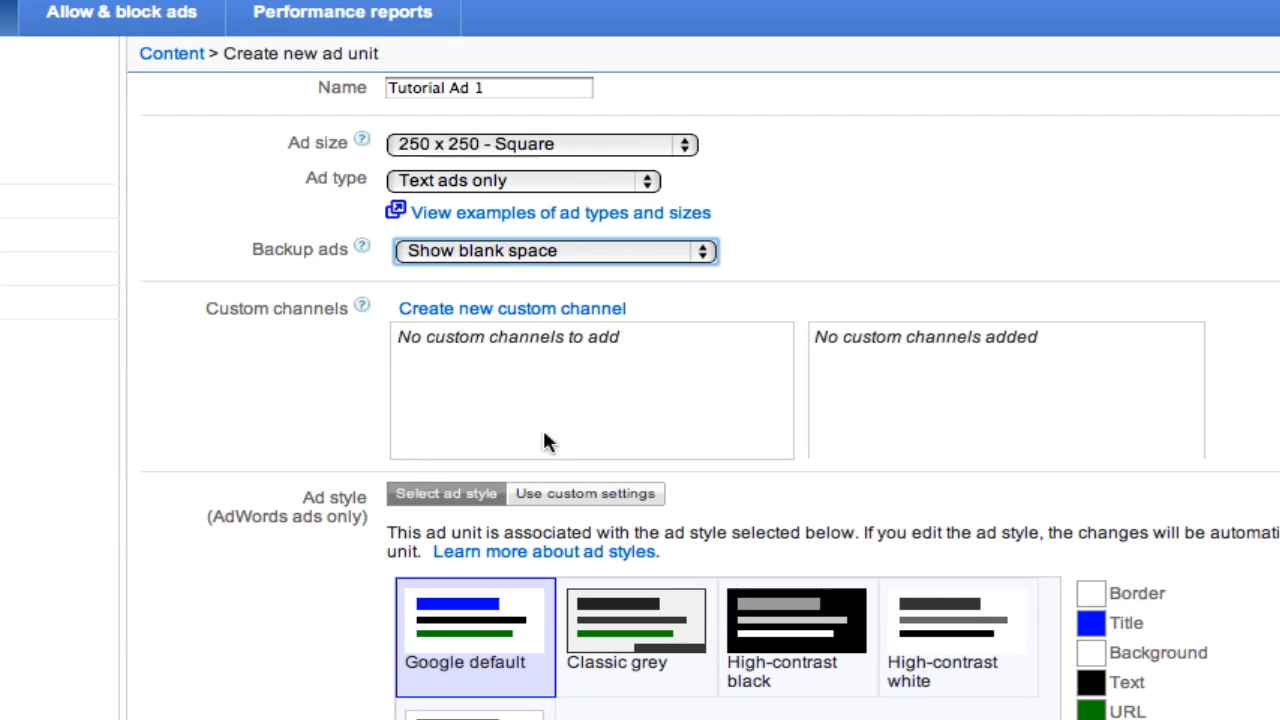 Allow & block ads
Performance reports
Content > Create new ad unit
Name
Tutorial Ad 1
Ad size ?
250 x 250 - Square
Ad type
Text ads only
View examples of ad types and sizes
Backup ads ?
Show blank space
Custom channels ?
Create new custom channel
No custom channels to add
No custom channels added
Ad style
(AdWords ads only)
Select ad style
Use custom settings
This ad unit is associated with the ad style selected below. If you edit the ad style, the changes will be automati
unit. Learn more about ad styles.
Google default
Classic grey
High-contrast
black
High-contrast
white
Border
Title
Background
Text
URL